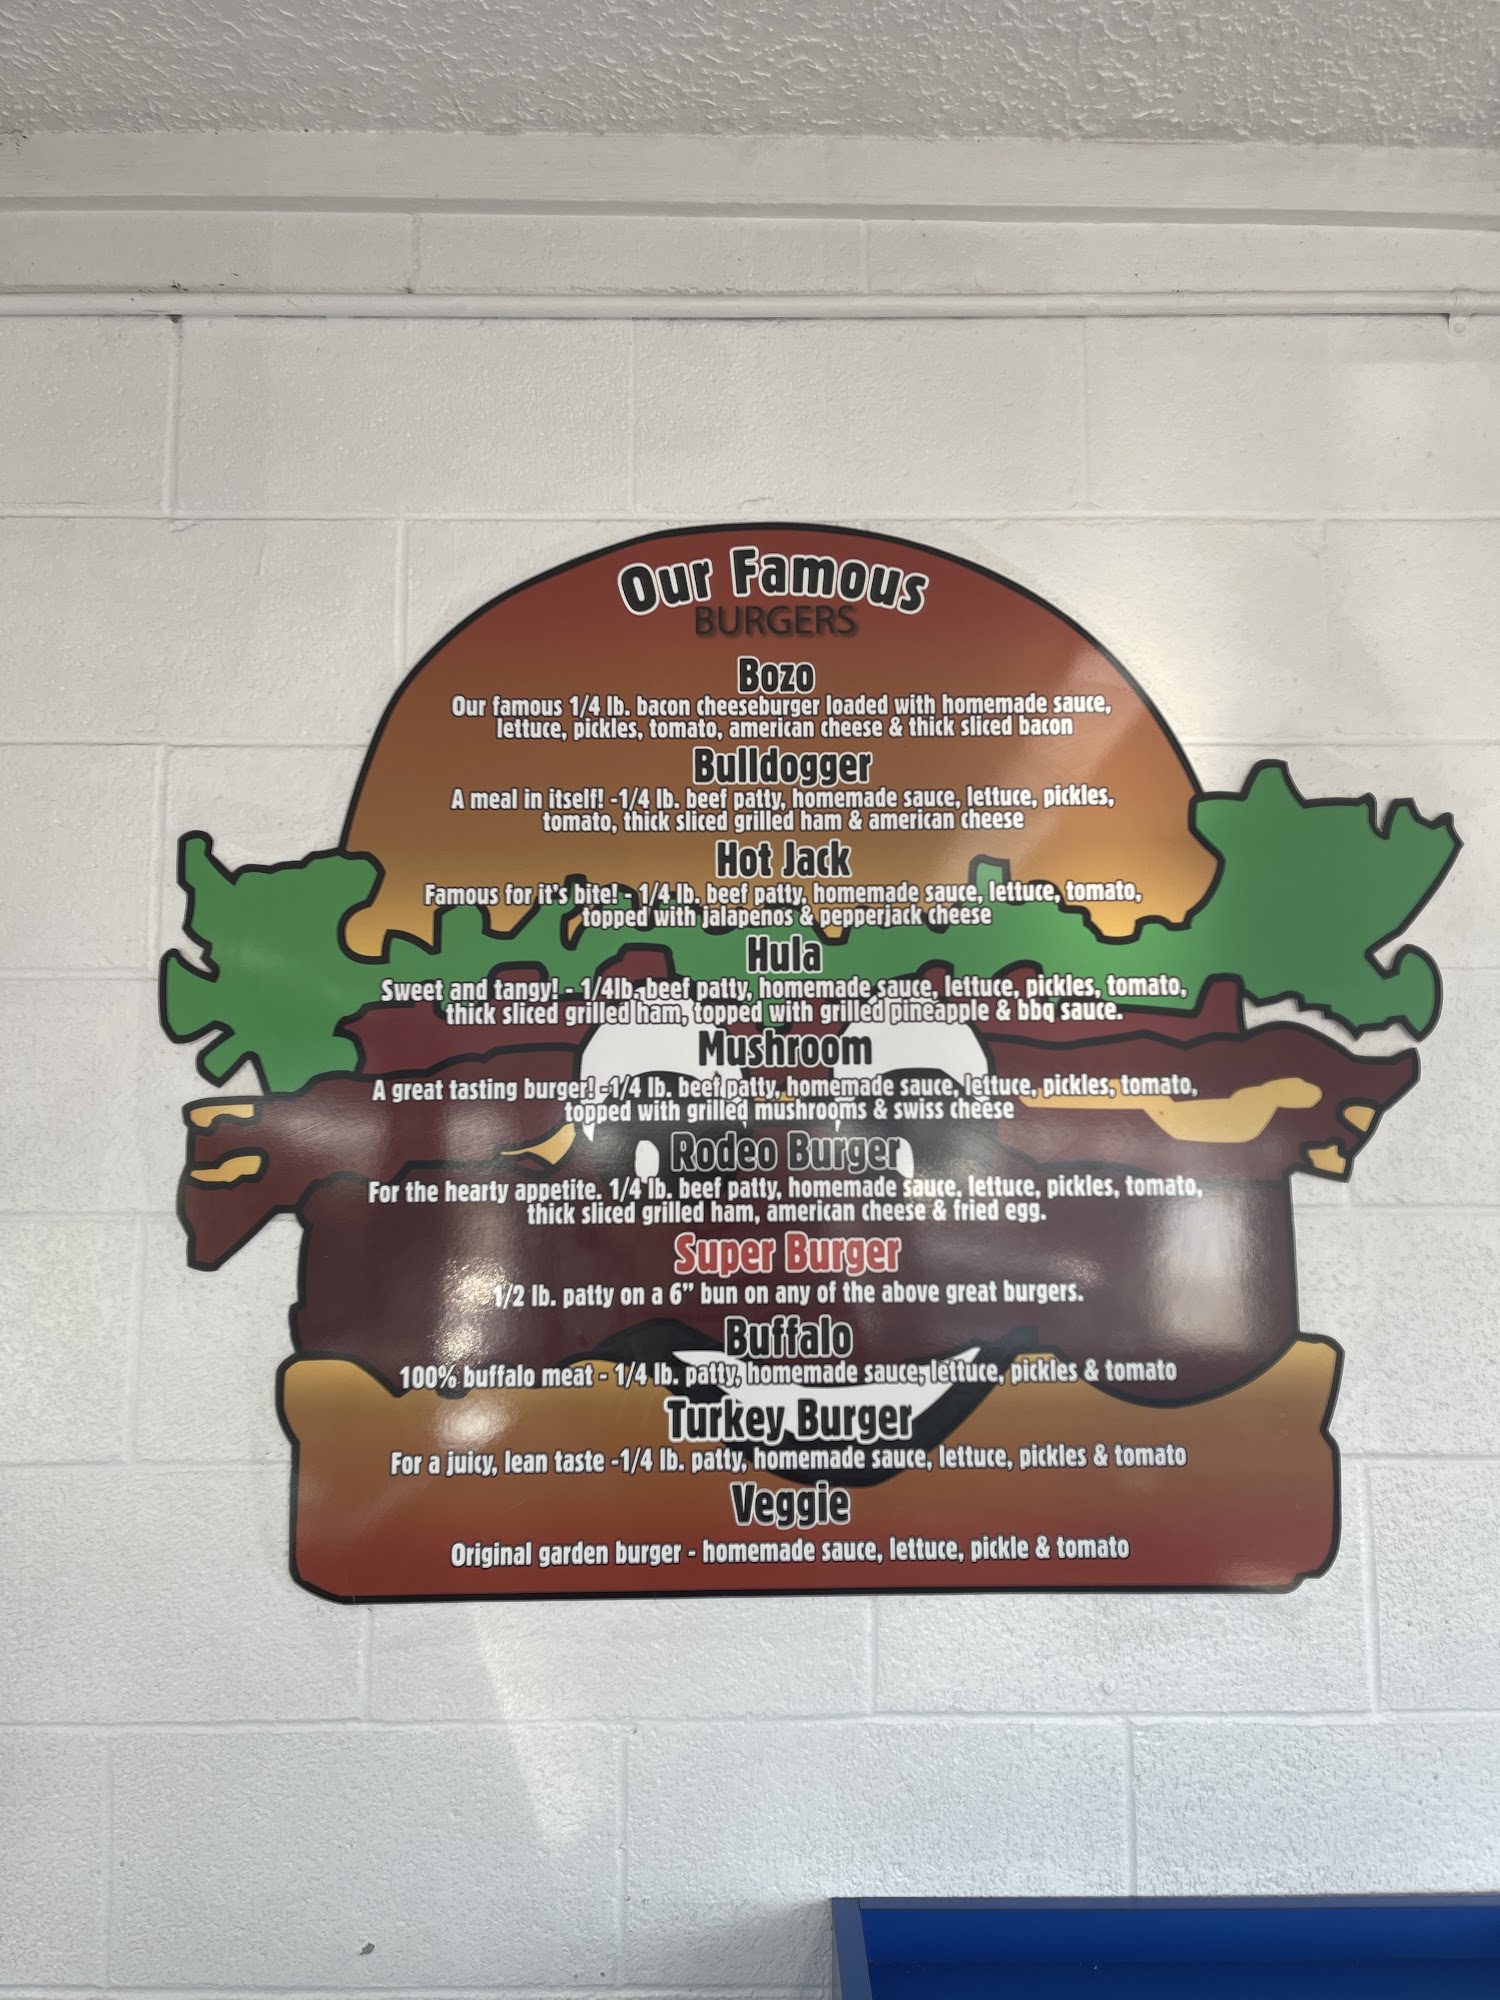 Our Famous
BURGERS
Bozo
Our famous 1/4 lb. bacon cheeseburger loaded with homemade sauce,
lettuce, pickles, tomato, american cheese & thick sliced bacon
Bulldogger
A meal in itself! -1/4 lb. beef patty, homemade sauce, lettuce, pickles,
tomato, thick sliced grilled ham & american cheese
Hot Jack
Famous for it's bite! - 1/4 lb. beef patty, homemade sauce, lettuce, tomato,
topped with jalapenos & pepperjack cheese
Hula
Sweet and tangy! - 1/4lb. beef patty, homemade sauce, lettuce, pickles, tomato,
thick sliced grilled ham, topped with grilled pineapple & bbq sauce.
Mushroom
A great tasting burger! -1/4 lb. beef patty, homemade sauce, lettuce, pickles, tomato,
topped with grilled mushrooms & swiss cheese
Rodeo Burger
For the hearty appetite. 1/4 lb. beef patty, homemade sauce, lettuce, pickles, tomato,
thick sliced grilled ham, american cheese & fried egg.
Super Burger
1/2 lb. patty on a 6” bun on any of the above great burgers.
Buffalo
100% buffalo meat - 1/4 lb. patty, homemade sauce, lettuce, pickles & tomato
Turkey Burger
For a juicy, lean taste -1/4 lb. patty, homemade sauce, lettuce, pickles & tomato
Veggie
Original garden burger - homemade sauce, lettuce, pickle & tomato